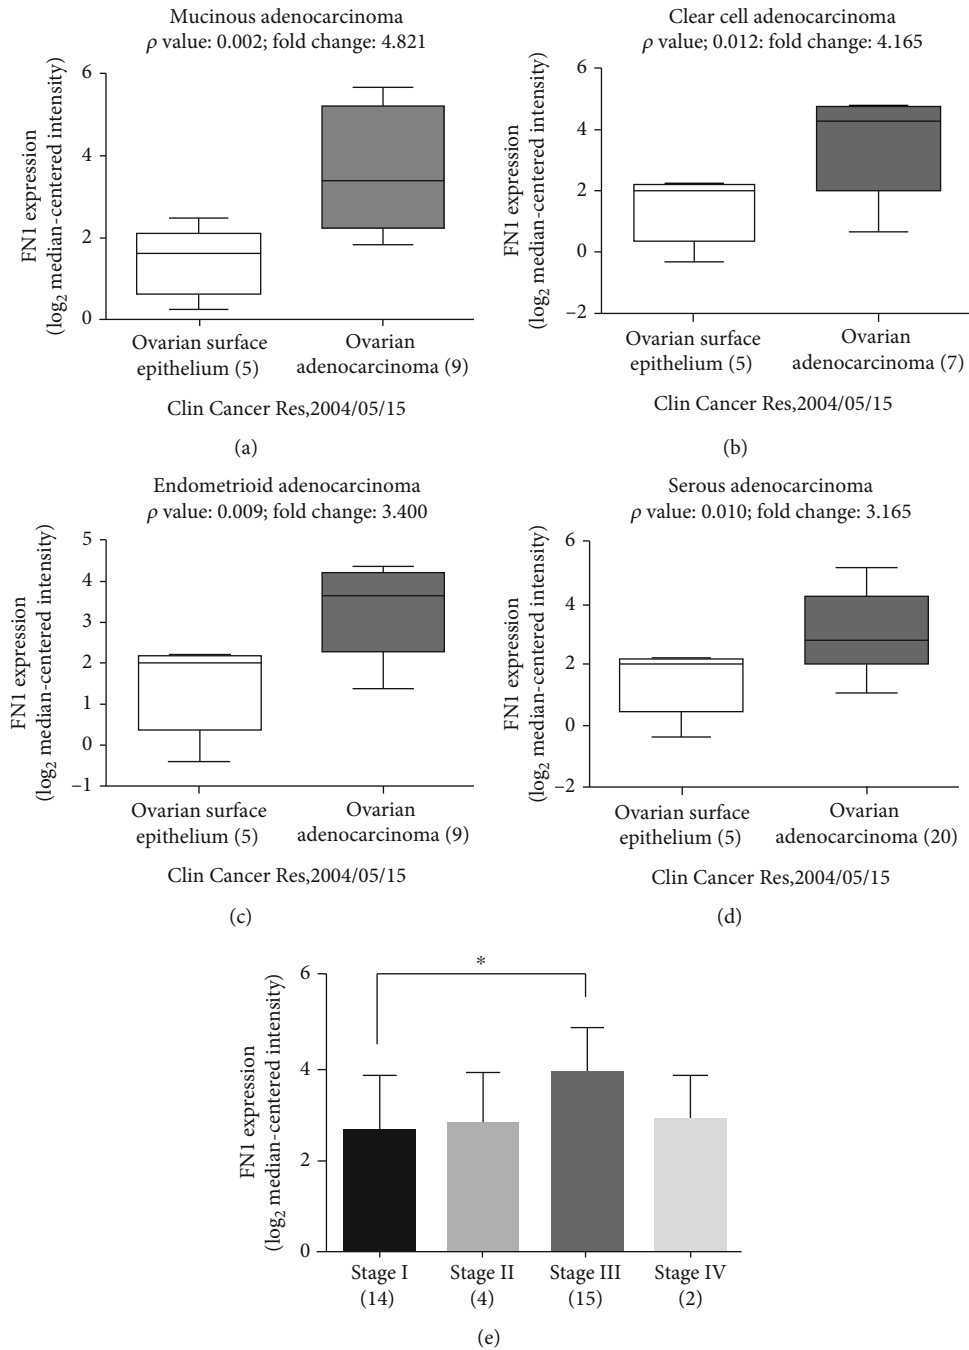 Mucinous adenocarcinoma
ρ value: 0.002; fold change: 4.821
FN1 expression
(log₂ median-centered intensity)
6
4
2
0
Ovarian surface
epithelium (5)
Ovarian
adenocarcinoma (9)
Clin Cancer Res,2004/05/15
(a)
Clear cell adenocarcinoma
ρ value; 0.012: fold change: 4.165
FN1 expression
(log₂ median-centered intensity)
6
4
2
0
–2
Ovarian surface
epithelium (5)
Ovarian
adenocarcinoma (7)
Clin Cancer Res,2004/05/15
(b)
Endometrioid adenocarcinoma
ρ value: 0.009; fold change: 3.400
FN1 expression
(log₂ median-centered intensity)
5
4
3
2
1
0
–1
Ovarian surface
epithelium (5)
Ovarian
adenocarcinoma (9)
Clin Cancer Res,2004/05/15
(c)
Serous adenocarcinoma
ρ value: 0.010; fold change: 3.165
FN1 expression
(log₂ median-centered intensity)
6
4
2
0
–2
Ovarian surface
epithelium (5)
Ovarian
adenocarcinoma (20)
Clin Cancer Res,2004/05/15
(d)
FN1 expression
(log₂ median-centered intensity)
6
4
2
0
*
Stage I
(14)
Stage II
(4)
Stage III
(15)
Stage IV
(2)
(e)